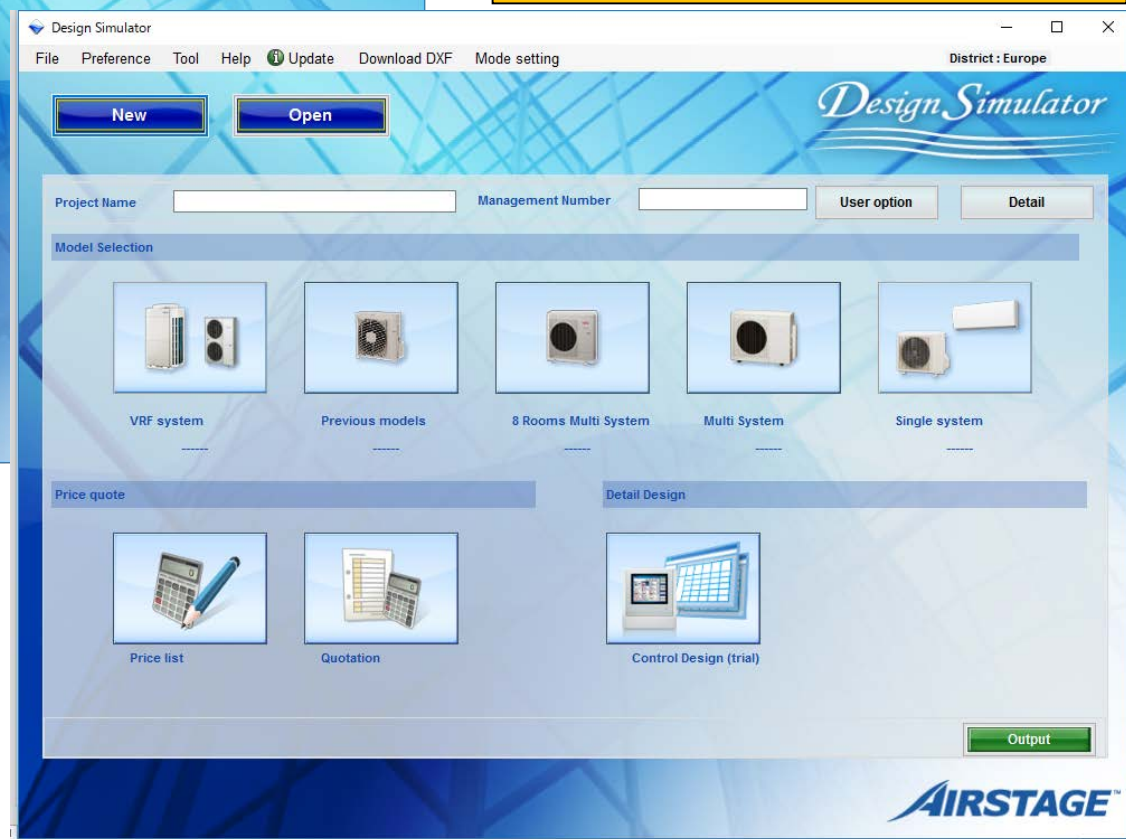 Design Simulator
File Preference Tool Help Update Download DXF Mode setting District : Europe
New Open Design Simulator
Project Name Management Number User option Detail
Model Selection
VRF system Previous models 8 Rooms Multi System Multi System Single system
------ ------ ------ ------ ------
Price quote Detail Design
Price list Quotation Control Design (trial)
Output
AIRSTAGE™